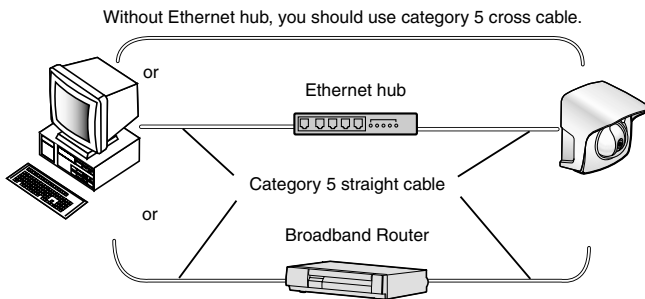 Without Ethernet hub, you should use category 5 cross cable.
or
Ethernet hub
Category 5 straight cable
or
Broadband Router